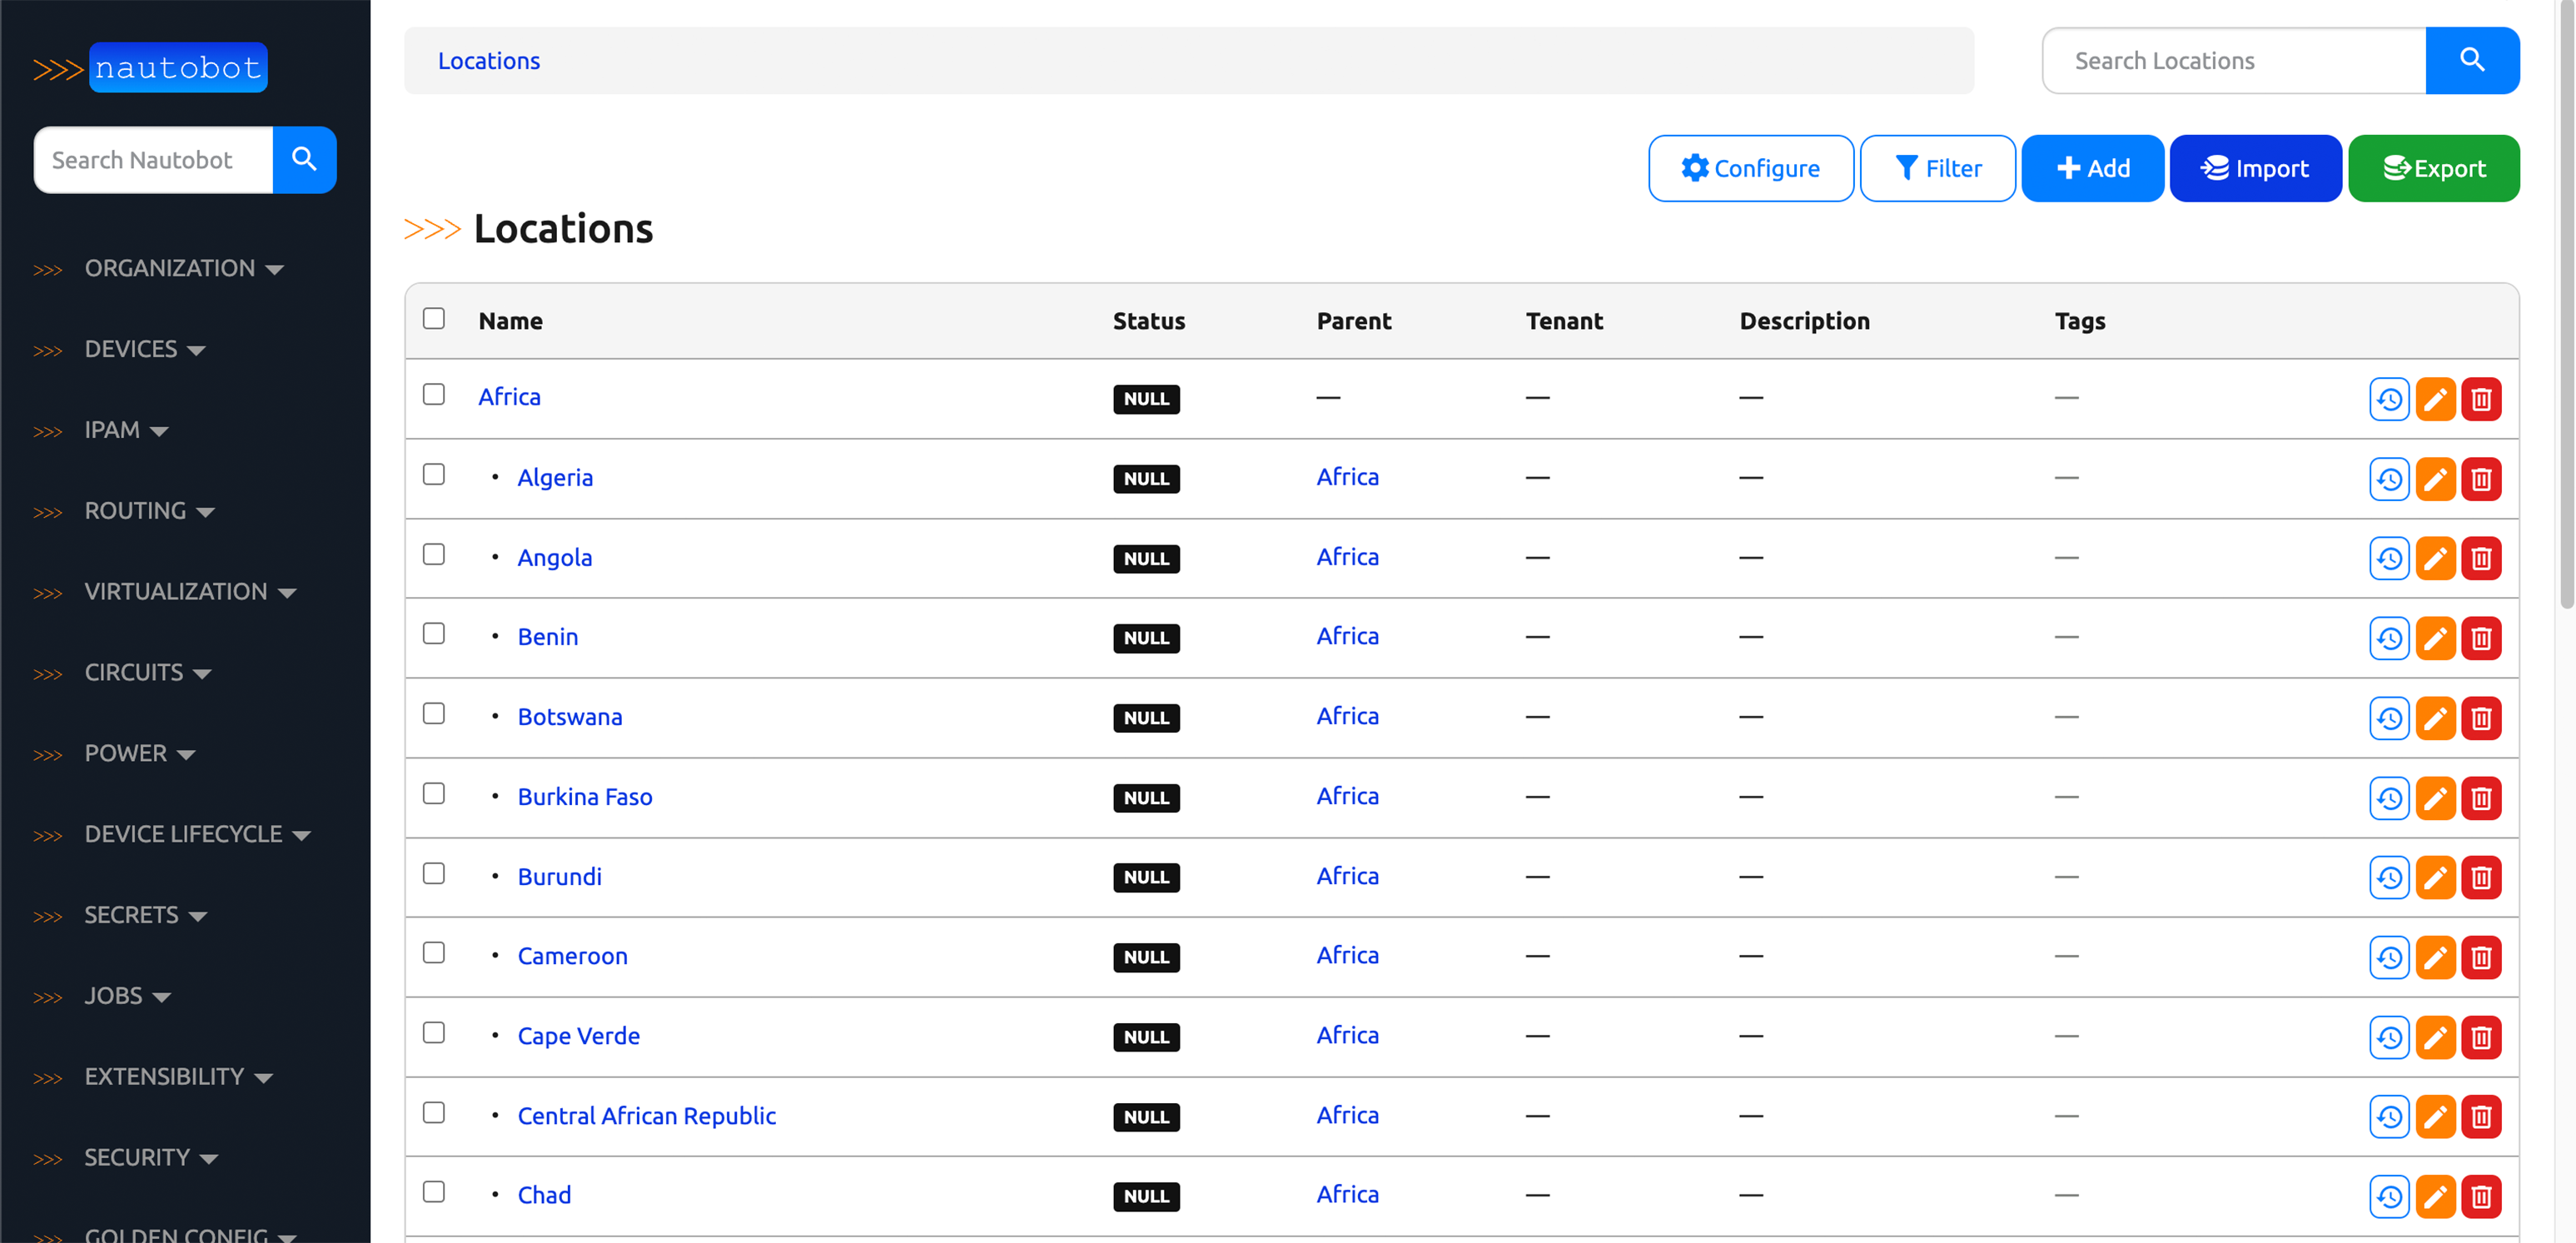 >>> nautobot
Search Nautobot
>>> ORGANIZATION
>>> DEVICES
>>> IPAM
>>> ROUTING
>>> VIRTUALIZATION
>>> CIRCUITS
>>> POWER
>>> DEVICE LIFECYCLE
>>> SECRETS
>>> JOBS
>>> EXTENSIBILITY
>>> SECURITY
>>> GOLDEN CONFIG
Locations
Search Locations
Configure Filter Add Import Export
>>> Locations
Name Status Parent Tenant Description Tags
Africa NULL — — — —
• Algeria NULL Africa — — —
• Angola NULL Africa — — —
• Benin NULL Africa — — —
• Botswana NULL Africa — — —
• Burkina Faso NULL Africa — — —
• Burundi NULL Africa — — —
• Cameroon NULL Africa — — —
• Cape Verde NULL Africa — — —
• Central African Republic NULL Africa — — —
• Chad NULL Africa — — —